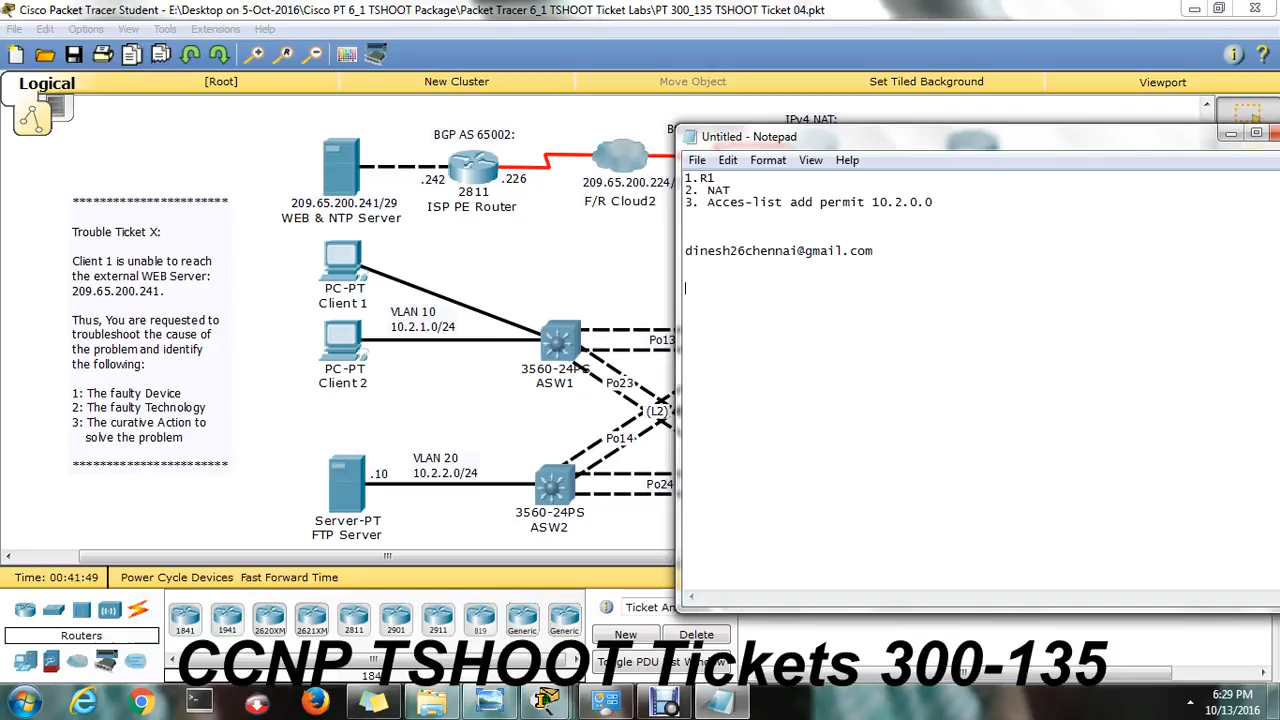 Cisco Packet Tracer Student - E:\Desktop on 5-Oct-2016\Cisco PT 6_1 TSHOOT Package\Packet Tracer 6_1 TSHOOT Ticket Labs\PT 300_135 TSHOOT Ticket 04.pkt
File Edit Options View Tools Extensions Help
Logical [Root] New Cluster Move Object Set Tiled Background Viewport
BGP AS 65002:
IPv4 NAT:
.242
.226
2811
ISP PE Router
209.65.200.224/
F/R Cloud2
209.65.200.241/29
WEB & NTP Server
***********************
Trouble Ticket X:
Client 1 is unable to reach
the external WEB Server:
209.65.200.241.
Thus, You are requested to
troubleshoot the cause of
the problem and identify
the following:
1: The faulty Device
2: The faulty Technology
3: The curative Action to
solve the problem
***********************
PC-PT
Client 1
VLAN 10
10.2.1.0/24
PC-PT
Client 2
3560-24PS
ASW1
Po13
Po23
(L2)
Po14
Po24
VLAN 20
10.2.2.0/24
.10
Server-PT
FTP Server
3560-24PS
ASW2
Untitled - Notepad
File Edit Format View Help
1.R1
2. NAT
3. Acces-list add permit 10.2.0.0
dinesh26chennai@gmail.com
Time: 00:41:49 Power Cycle Devices Fast Forward Time
Routers
1841 1941 2620XM 2621XM 2811 2901 2911 819 Generic Generic
184
Ticket An
New Delete
Toggle PDU List Window
CCNP TSHOOT Tickets 300-135
6:29 PM
10/13/2016